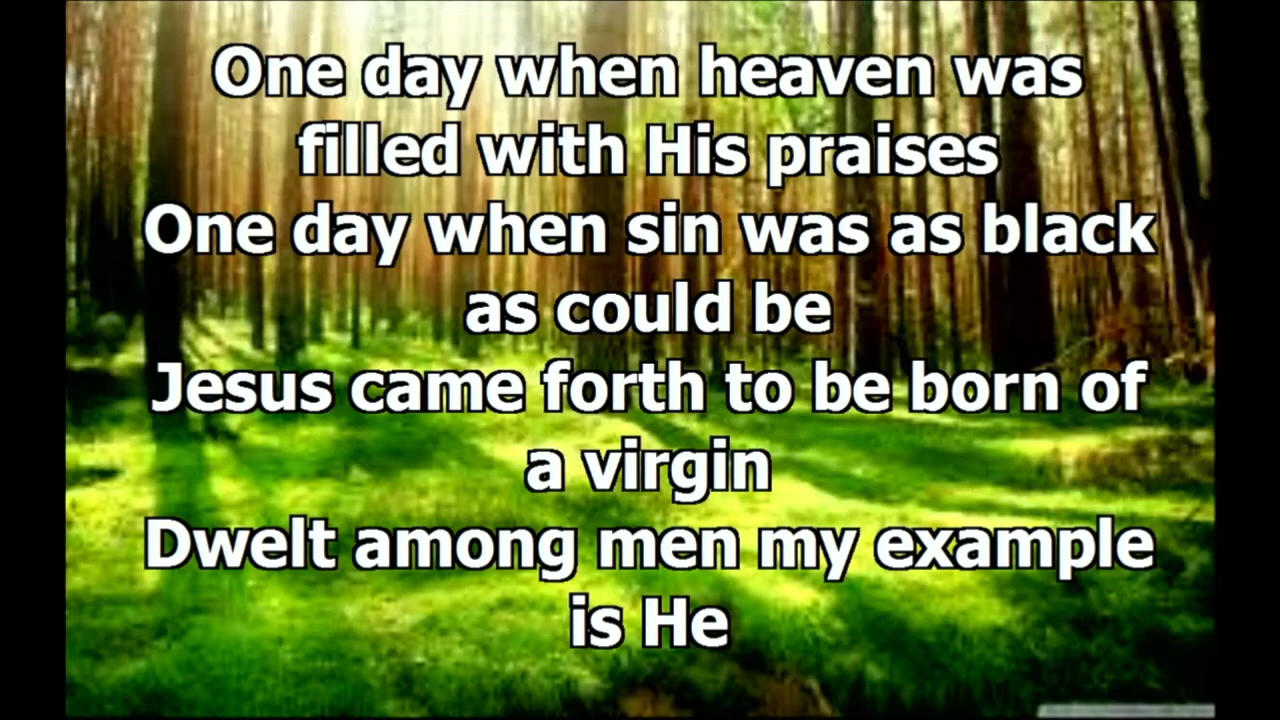 One day when heaven was
filled with His praises
One day when sin was as black
as could be
Jesus came forth to be born of
a virgin
Dwelt among men my example
is He